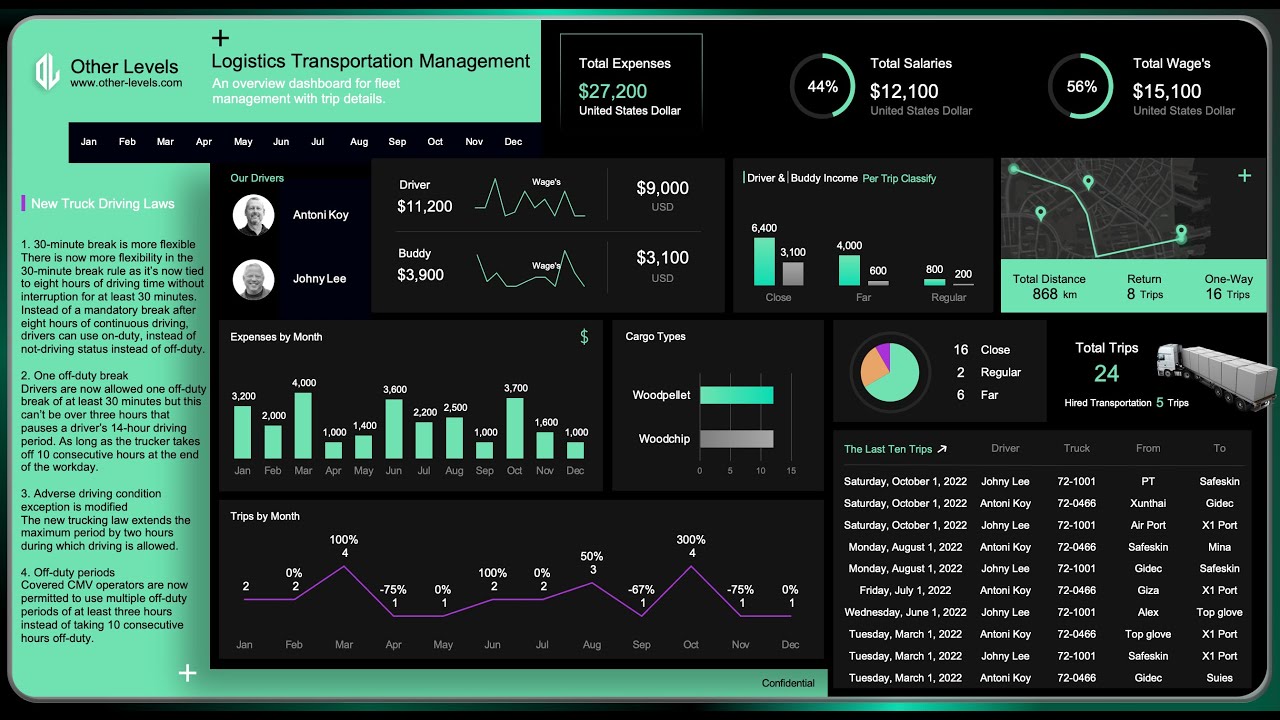 Other Levels
www.other-levels.com
Logistics Transportation Management
An overview dashboard for fleet
management with trip details.
Jan Feb Mar Apr May Jun Jul Aug Sep Oct Nov Dec
Total Expenses
$27,200
United States Dollar
44%
Total Salaries
$12,100
United States Dollar
56%
Total Wage's
$15,100
United States Dollar
New Truck Driving Laws
1. 30-minute break is more flexible
There is now more flexibility in the
30-minute break rule as it's now tied
to eight hours of driving time without
interruption for at least 30 minutes.
Instead of a mandatory break after
eight hours of continuous driving,
drivers can use on-duty, instead of
not-driving status instead of off-duty.
2. One off-duty break
Drivers are now allowed one off-duty
break of at least 30 minutes but this
can't be over three hours that
pauses a driver's 14-hour driving
period. As long as the trucker takes
off 10 consecutive hours at the end
of the workday.
3. Adverse driving condition
exception is modified
The new trucking law extends the
maximum period by two hours
during which driving is allowed.
4. Off-duty periods
Covered CMV operators are now
permitted to use multiple off-duty
periods of at least three hours
instead of taking 10 consecutive
hours off-duty.
Our Drivers
Antoni Koy
Johny Lee
Driver
$11,200
Wage's
$9,000
USD
Buddy
$3,900
Wage's
$3,100
USD
Driver & Buddy Income Per Trip Classify
6,400 3,100 4,000 600 800 200
Close Far Regular
Total Distance Return One-Way
868 km 8 Trips 16 Trips
Expenses by Month $
3,200 2,000 4,000 1,000 1,400 3,600 2,200 2,500 1,000 3,700 1,600 1,000
Jan Feb Mar Apr May Jun Jul Aug Sep Oct Nov Dec
Cargo Types
Woodpellet
Woodchip
0 5 10 15
16 Close
2 Regular
6 Far
Total Trips
24
Hired Transportation 5 Trips
Trips by Month
0% 100% -75% 0% 100% 0% 50% -67% 300% -75% 0%
2 2 4 1 1 2 2 3 1 4 1 1
Jan Feb Mar Apr May Jun Jul Aug Sep Oct Nov Dec
The Last Ten Trips Driver Truck From To
Saturday, October 1, 2022 Johny Lee 72-1001 PT Safeskin
Saturday, October 1, 2022 Antoni Koy 72-0466 Xunthai Gidec
Saturday, October 1, 2022 Johny Lee 72-1001 Air Port X1 Port
Monday, August 1, 2022 Antoni Koy 72-0466 Safeskin Mina
Monday, August 1, 2022 Johny Lee 72-1001 Gidec Safeskin
Friday, July 1, 2022 Antoni Koy 72-0466 Giza X1 Port
Wednesday, June 1, 2022 Johny Lee 72-1001 Alex Top glove
Tuesday, March 1, 2022 Antoni Koy 72-0466 Top glove X1 Port
Tuesday, March 1, 2022 Johny Lee 72-1001 Safeskin X1 Port
Tuesday, March 1, 2022 Antoni Koy 72-0466 Gidec Suies
Confidential